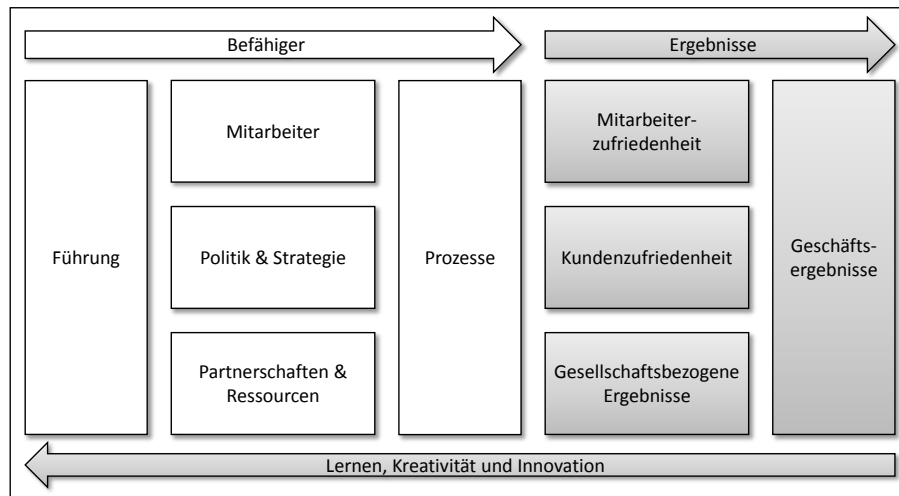 Befähiger
Ergebnisse
Führung
Mitarbeiter
Politik & Strategie
Partnerschaften &
Ressourcen
Prozesse
Mitarbeiter-
zufriedenheit
Kundenzufriedenheit
Gesellschaftsbezogene
Ergebnisse
Geschäfts-
ergebnisse
Lernen, Kreativität und Innovation